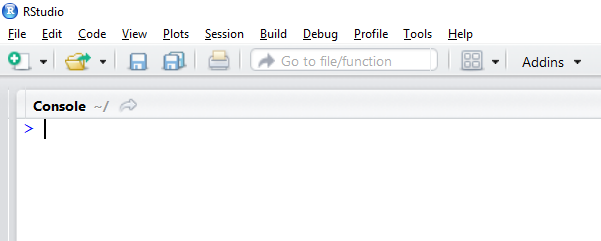 RStudio
File Edit Code View Plots Session Build Debug Profile Tools Help
Go to file/function Addins
Console ~/
>